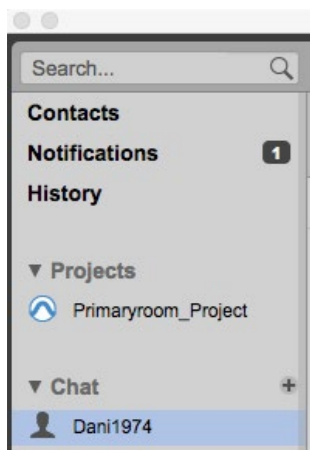 Search...
Contacts
Notifications 1
History
▼ Projects
Primaryroom_Project
▼ Chat +
Dani1974